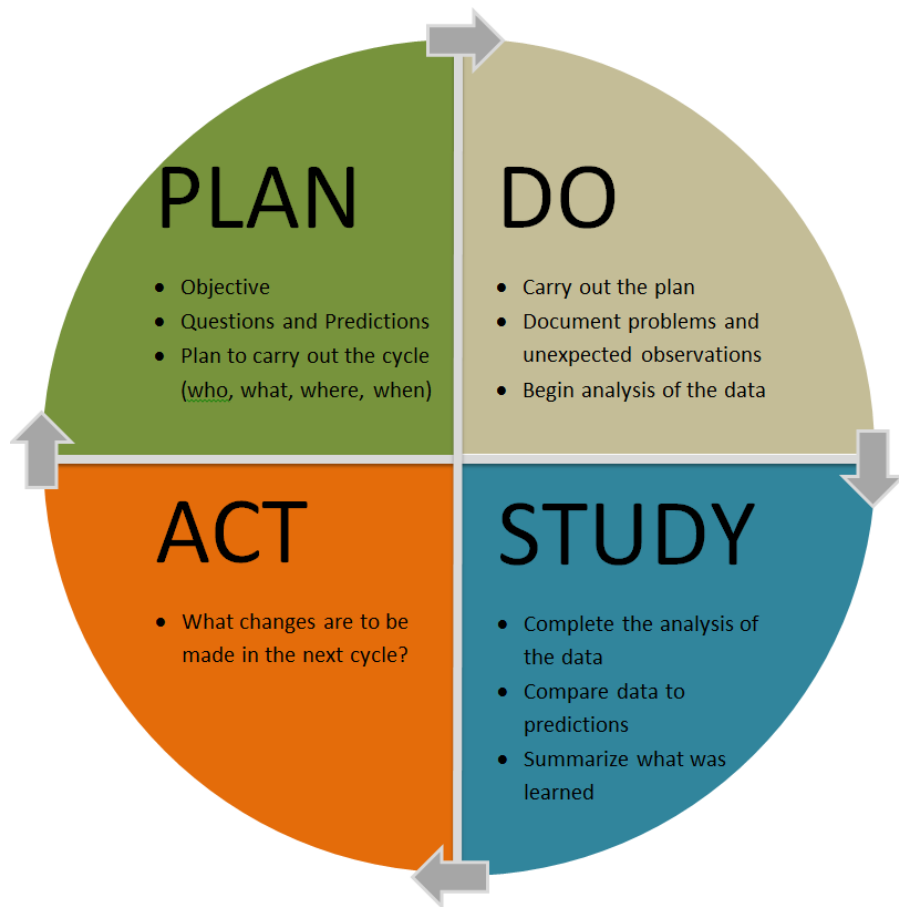 PLAN
• Objective
• Questions and Predictions
• Plan to carry out the cycle
(who, what, where, when)
DO
• Carry out the plan
• Document problems and
unexpected observations
• Begin analysis of the data
STUDY
• Complete the analysis of
the data
• Compare data to
predictions
• Summarize what was
learned
ACT
• What changes are to be
made in the next cycle?